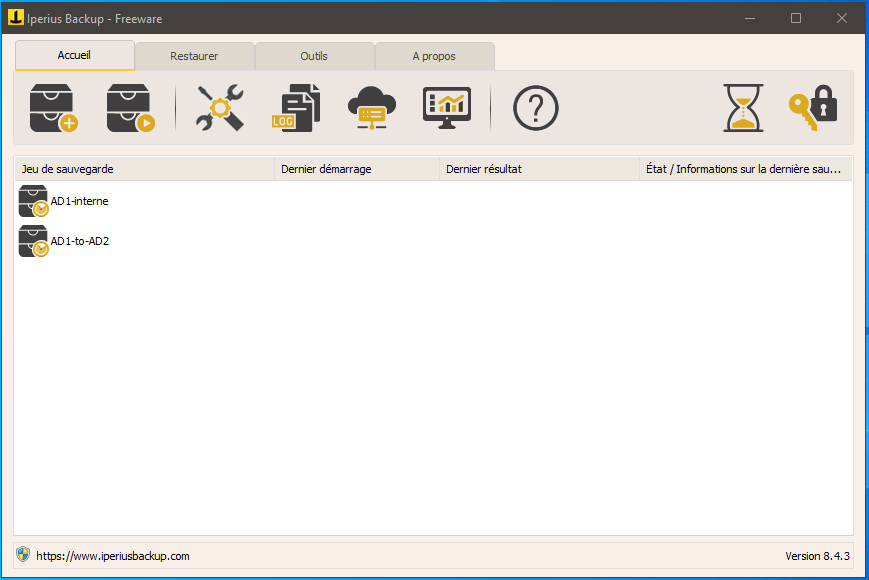 Iperius Backup - Freeware
Accueil Restaurer Outils A propos
LOG
Jeu de sauvegarde Dernier démarrage Dernier résultat État / Informations sur la dernière sau...
AD1-interne
AD1-to-AD2
https://www.iperiusbackup.com Version 8.4.3